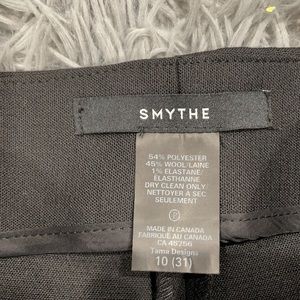 SMYTHE
54% POLYESTER
45% WOOL/LAINE
1% ELASTANE/
ELASTHANNE
DRY CLEAN ONLY
NETTOYER A SEC
SEULEMENT
MADE IN CANADA
FABRIQUÉ AU CANADA
CA 48256
Tama Designs
10 (31)